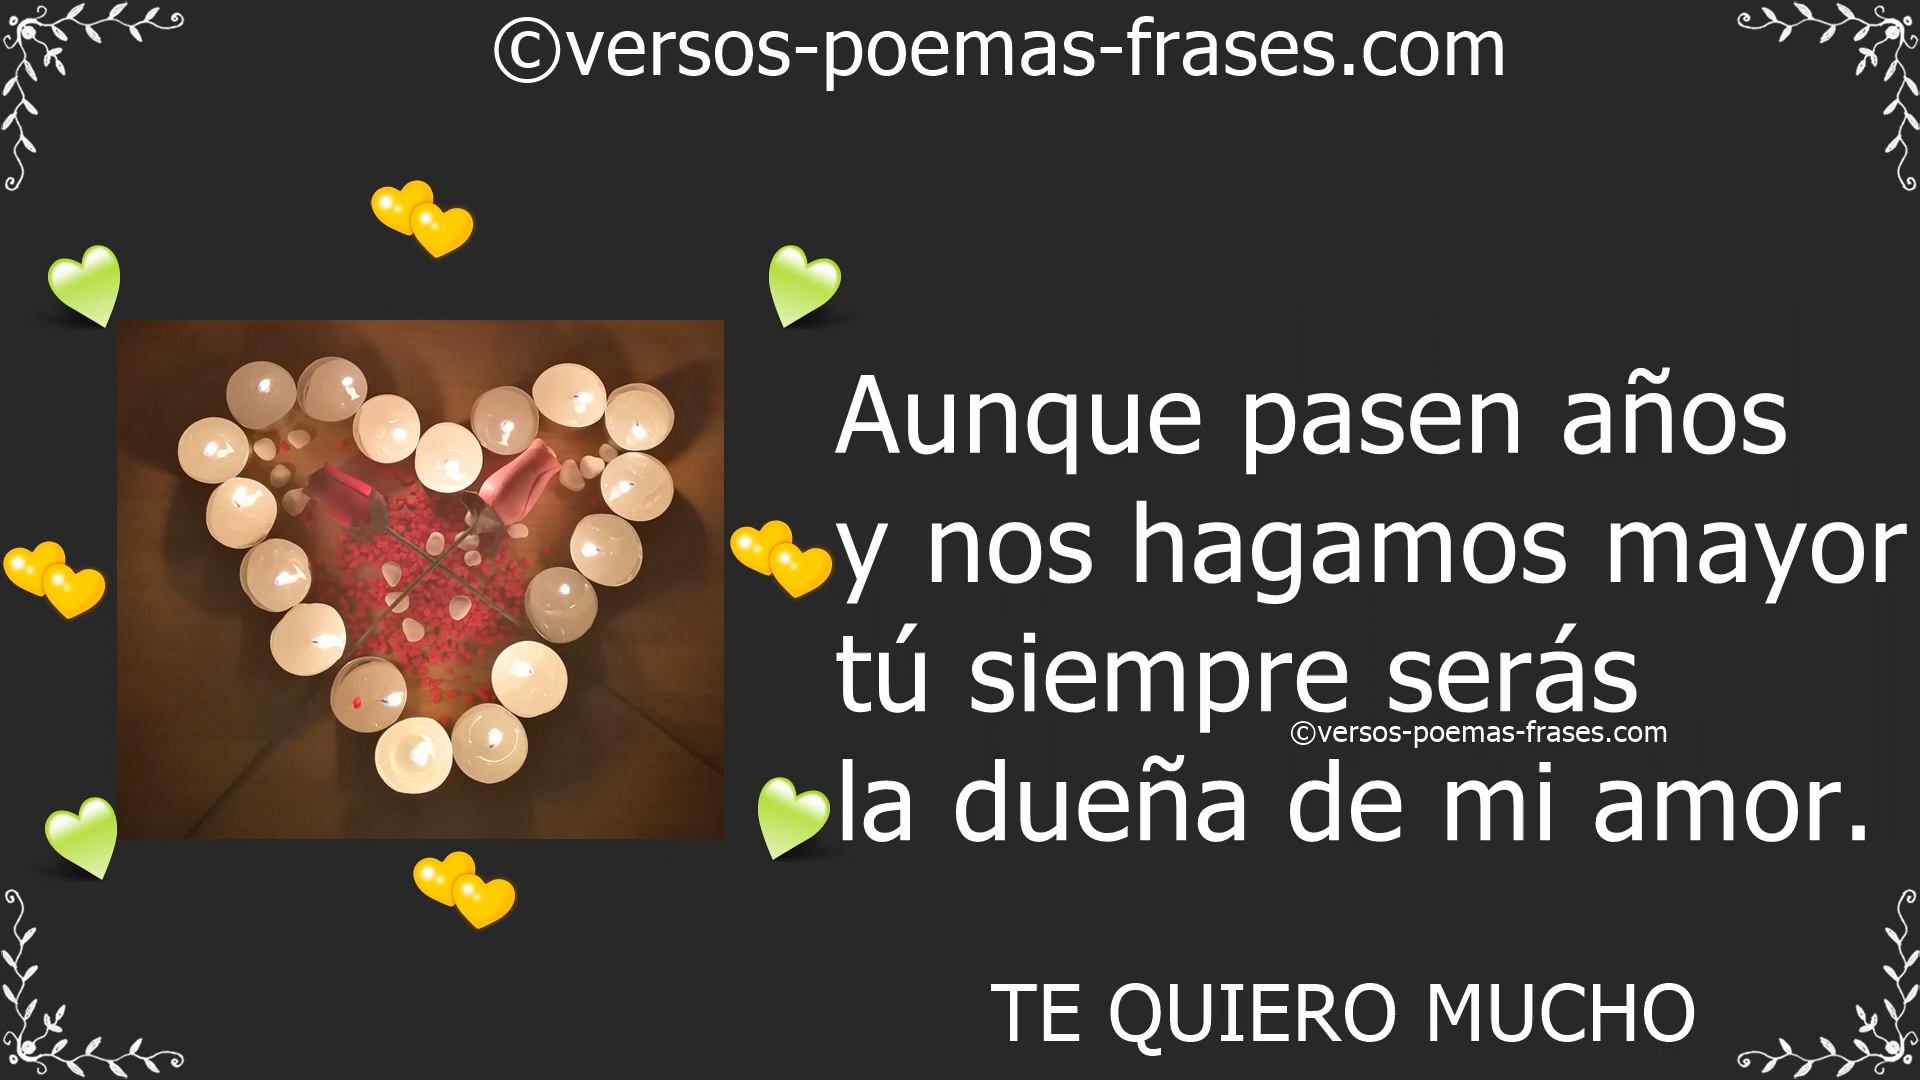 ©versos-poemas-frases.com
Aunque pasen años
y nos hagamos mayor
tú siempre serás
©versos-poemas-frases.com
la dueña de mi amor.
TE QUIERO MUCHO